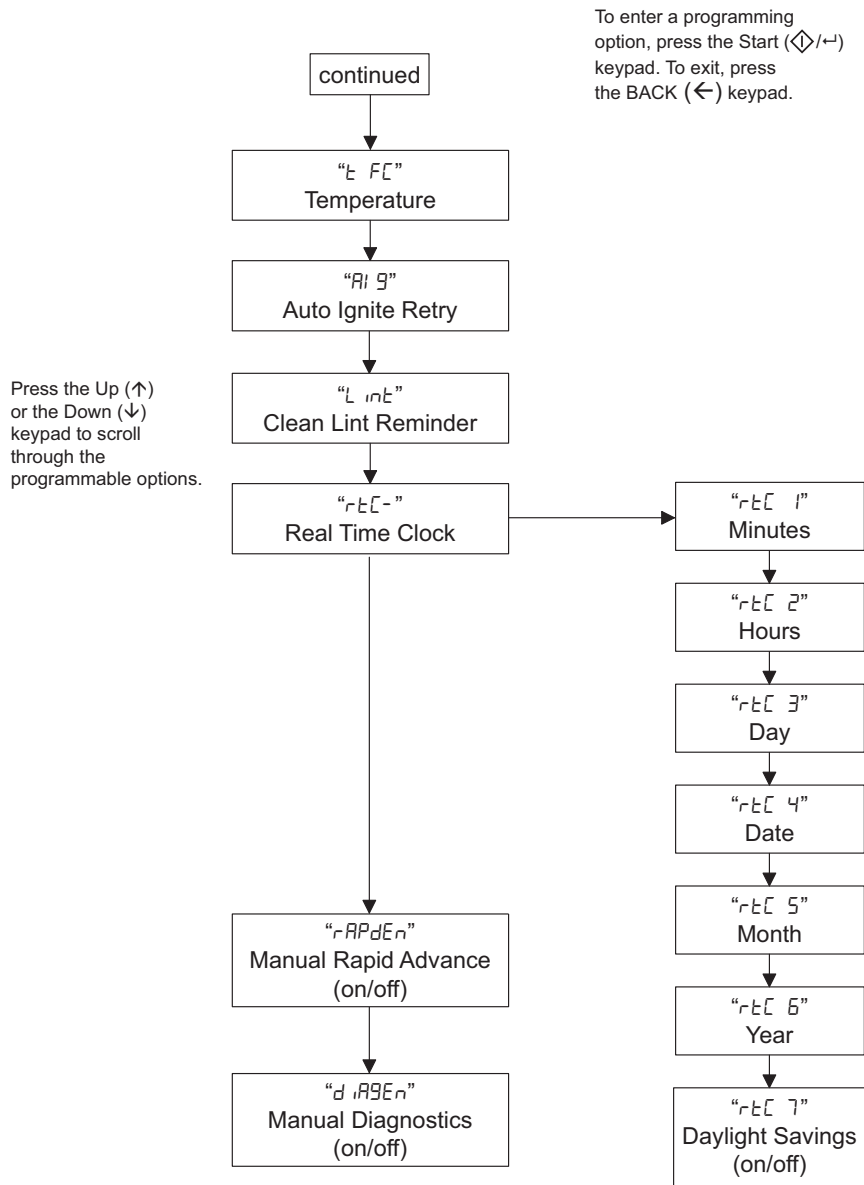 To enter a programming
option, press the Start (/↵)
keypad. To exit, press
the BACK (←) keypad.
continued
“t FC”
Temperature
“AI g”
Auto Ignite Retry
“L int”
Clean Lint Reminder
Press the Up (↑)
or the Down (↓)
keypad to scroll
through the
programmable options.
“rtC-”
Real Time Clock
“rtC 1”
Minutes
“rtC 2”
Hours
“rtC 3”
Day
“rtC 4”
Date
“rtC 5”
Month
“rtC 6”
Year
“rtC 7”
Daylight Savings
(on/off)
“rAPdEn”
Manual Rapid Advance
(on/off)
“d iAgEn”
Manual Diagnostics
(on/off)